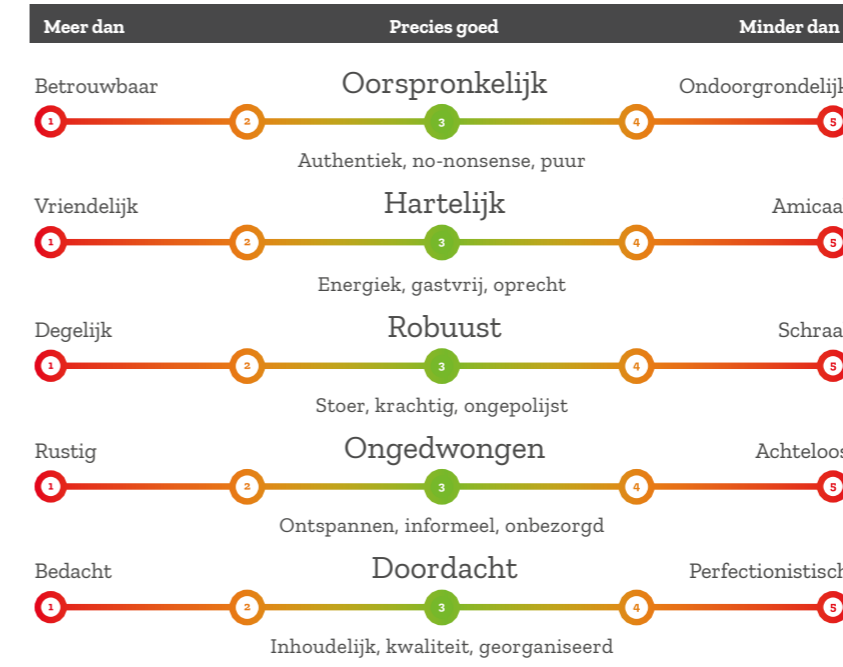 Meer dan Precies goed Minder dan
Betrouwbaar Oorspronkelijk Ondoorgrondelijk
1 2 3 4 5
Authentiek, no-nonsense, puur
Vriendelijk Hartelijk Amicaa
1 2 3 4 5
Energiek, gastvrij, oprecht
Degelijk Robuust Schraa
1 2 3 4 5
Stoer, krachtig, ongepolijst
Rustig Ongedwongen Achteloos
1 2 3 4 5
Ontspannen, informeel, onbezorgd
Bedacht Doordacht Perfectionistisch
1 2 3 4 5
Inhoudelijk, kwaliteit, georganiseerd